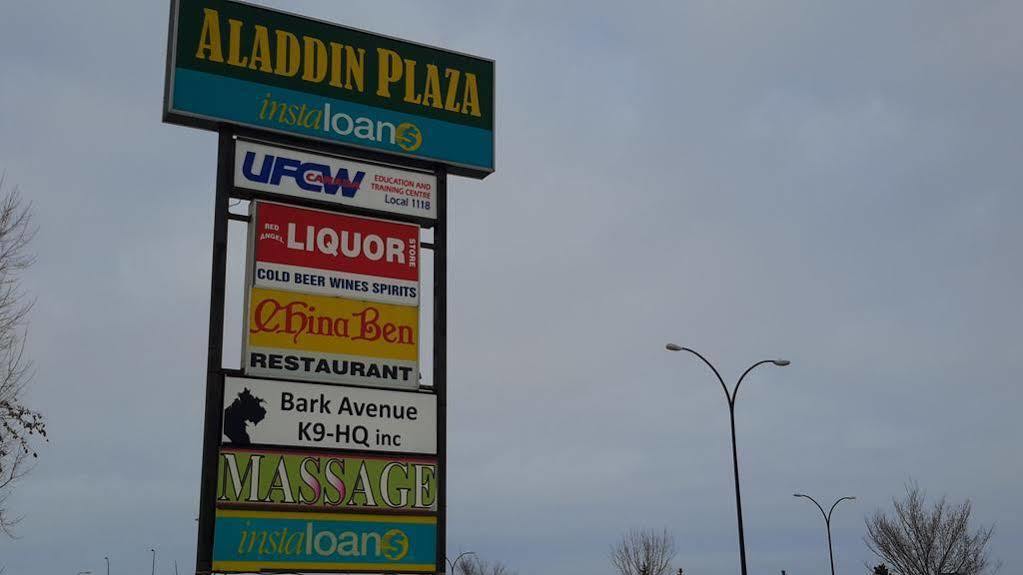 ALADDIN PLAZA
instaloans
UFCW CANADA
EDUCATION AND
TRAINING CENTRE
Local 1118
RED
ANGEL
LIQUOR
STORE
COLD BEER WINES SPIRITS
China Ben
RESTAURANT
Bark Avenue
K9-HQ inc
MASSAGE
instaloans